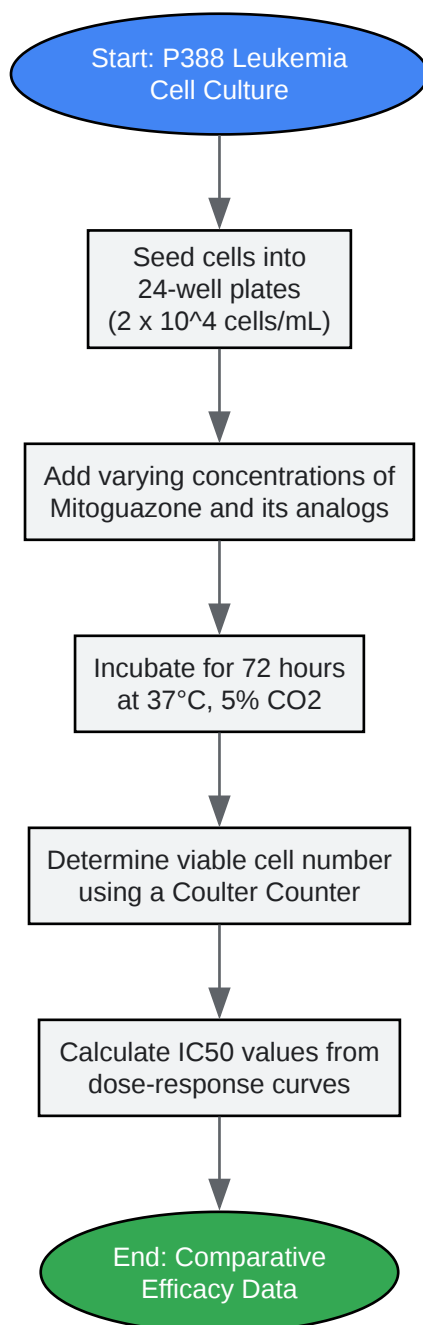 Start: P388 Leukemia
Cell Culture
Seed cells into
24-well plates
(2 x 10^4 cells/mL)
Add varying concentrations of
Mitoguazone and its analogs
Incubate for 72 hours
at 37°C, 5% CO2
Determine viable cell number
using a Coulter Counter
Calculate IC50 values from
dose-response curves
End: Comparative
Efficacy Data